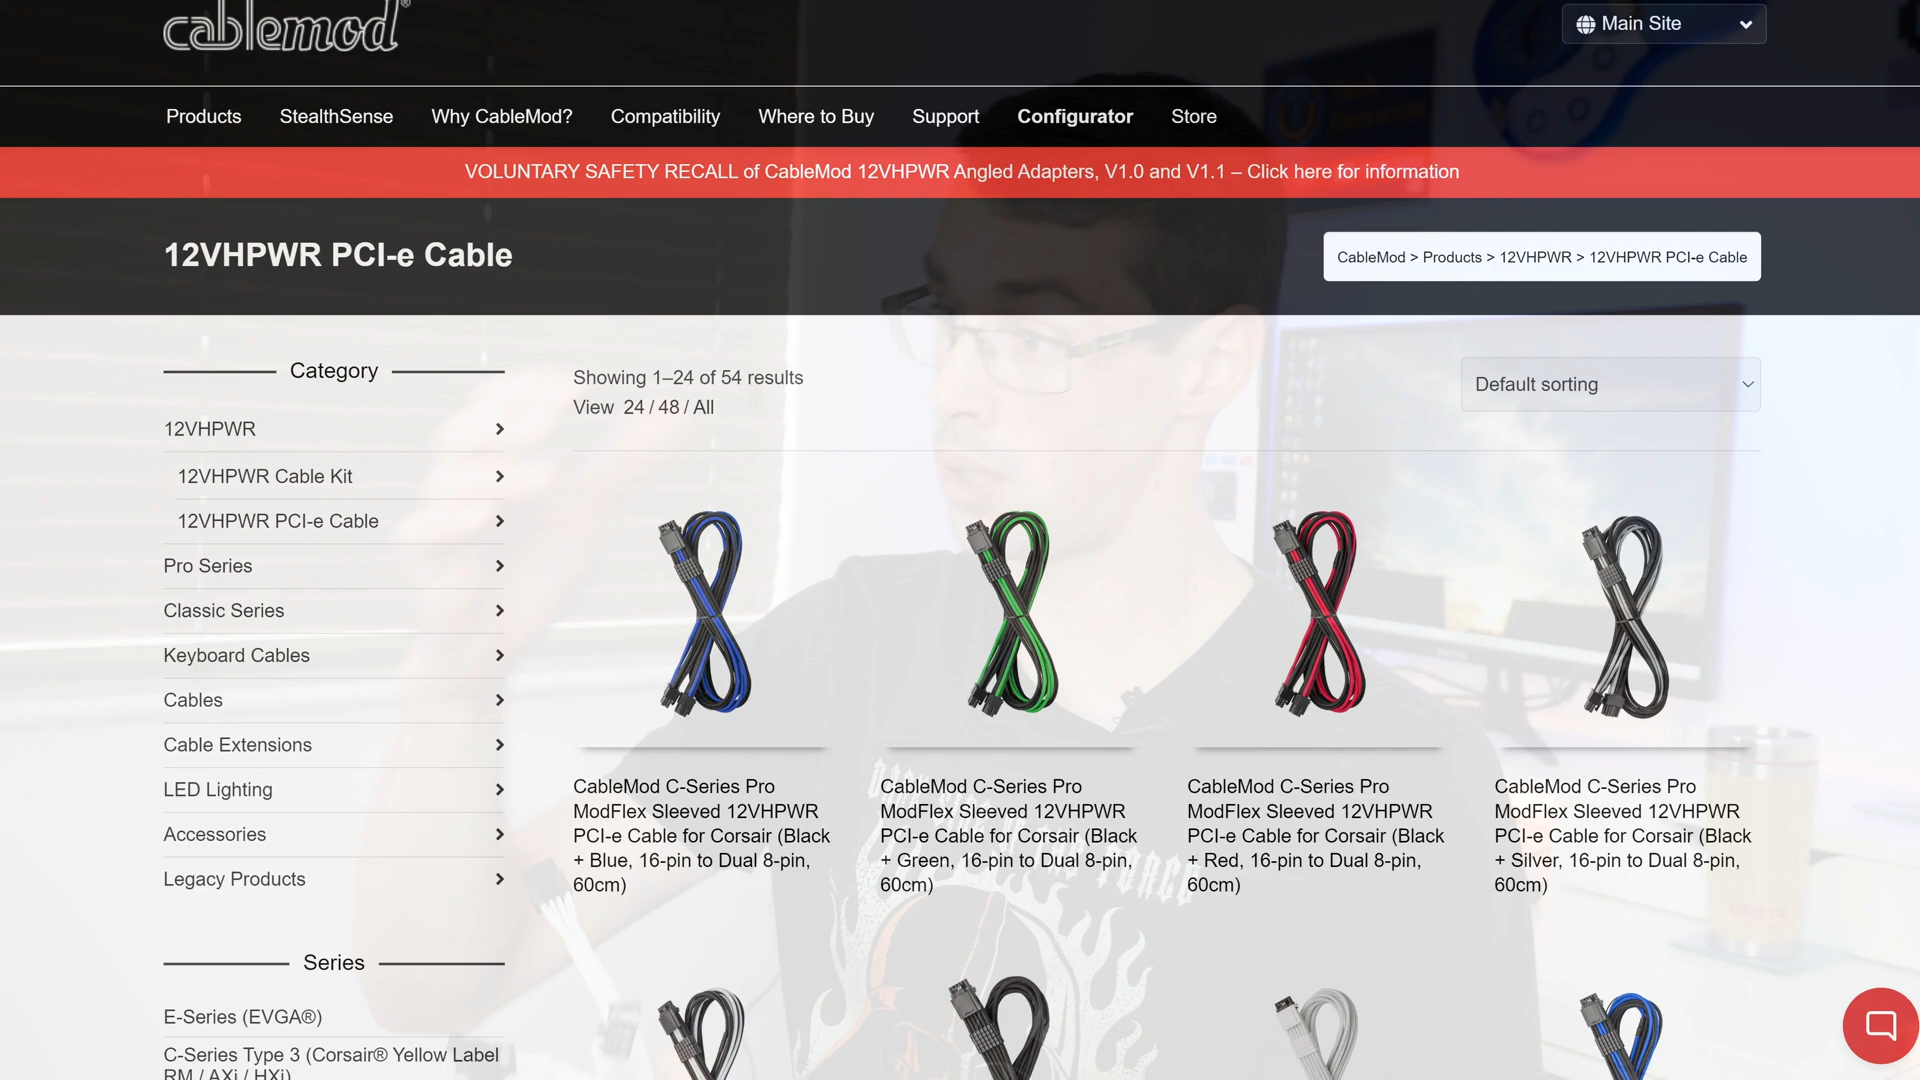 cablemod®
Main Site
Products StealthSense Why CableMod? Compatibility Where to Buy Support Configurator Store
VOLUNTARY SAFETY RECALL of CableMod 12VHPWR Angled Adapters, V1.0 and V1.1 – Click here for information
12VHPWR PCI-e Cable
CableMod > Products > 12VHPWR > 12VHPWR PCI-e Cable
Category
12VHPWR
12VHPWR Cable Kit
12VHPWR PCI-e Cable
Pro Series
Classic Series
Keyboard Cables
Cables
Cable Extensions
LED Lighting
Accessories
Legacy Products
Series
E-Series (EVGA®)
C-Series Type 3 (Corsair® Yellow Label
RM / AXi / HXi)
Showing 1–24 of 54 results
View 24 / 48 / All
Default sorting
CableMod C-Series Pro
ModFlex Sleeved 12VHPWR
PCI-e Cable for Corsair (Black
+ Blue, 16-pin to Dual 8-pin,
60cm)
CableMod C-Series Pro
ModFlex Sleeved 12VHPWR
PCI-e Cable for Corsair (Black
+ Green, 16-pin to Dual 8-pin,
60cm)
CableMod C-Series Pro
ModFlex Sleeved 12VHPWR
PCI-e Cable for Corsair (Black
+ Red, 16-pin to Dual 8-pin,
60cm)
CableMod C-Series Pro
ModFlex Sleeved 12VHPWR
PCI-e Cable for Corsair (Black
+ Silver, 16-pin to Dual 8-pin,
60cm)
COSTA